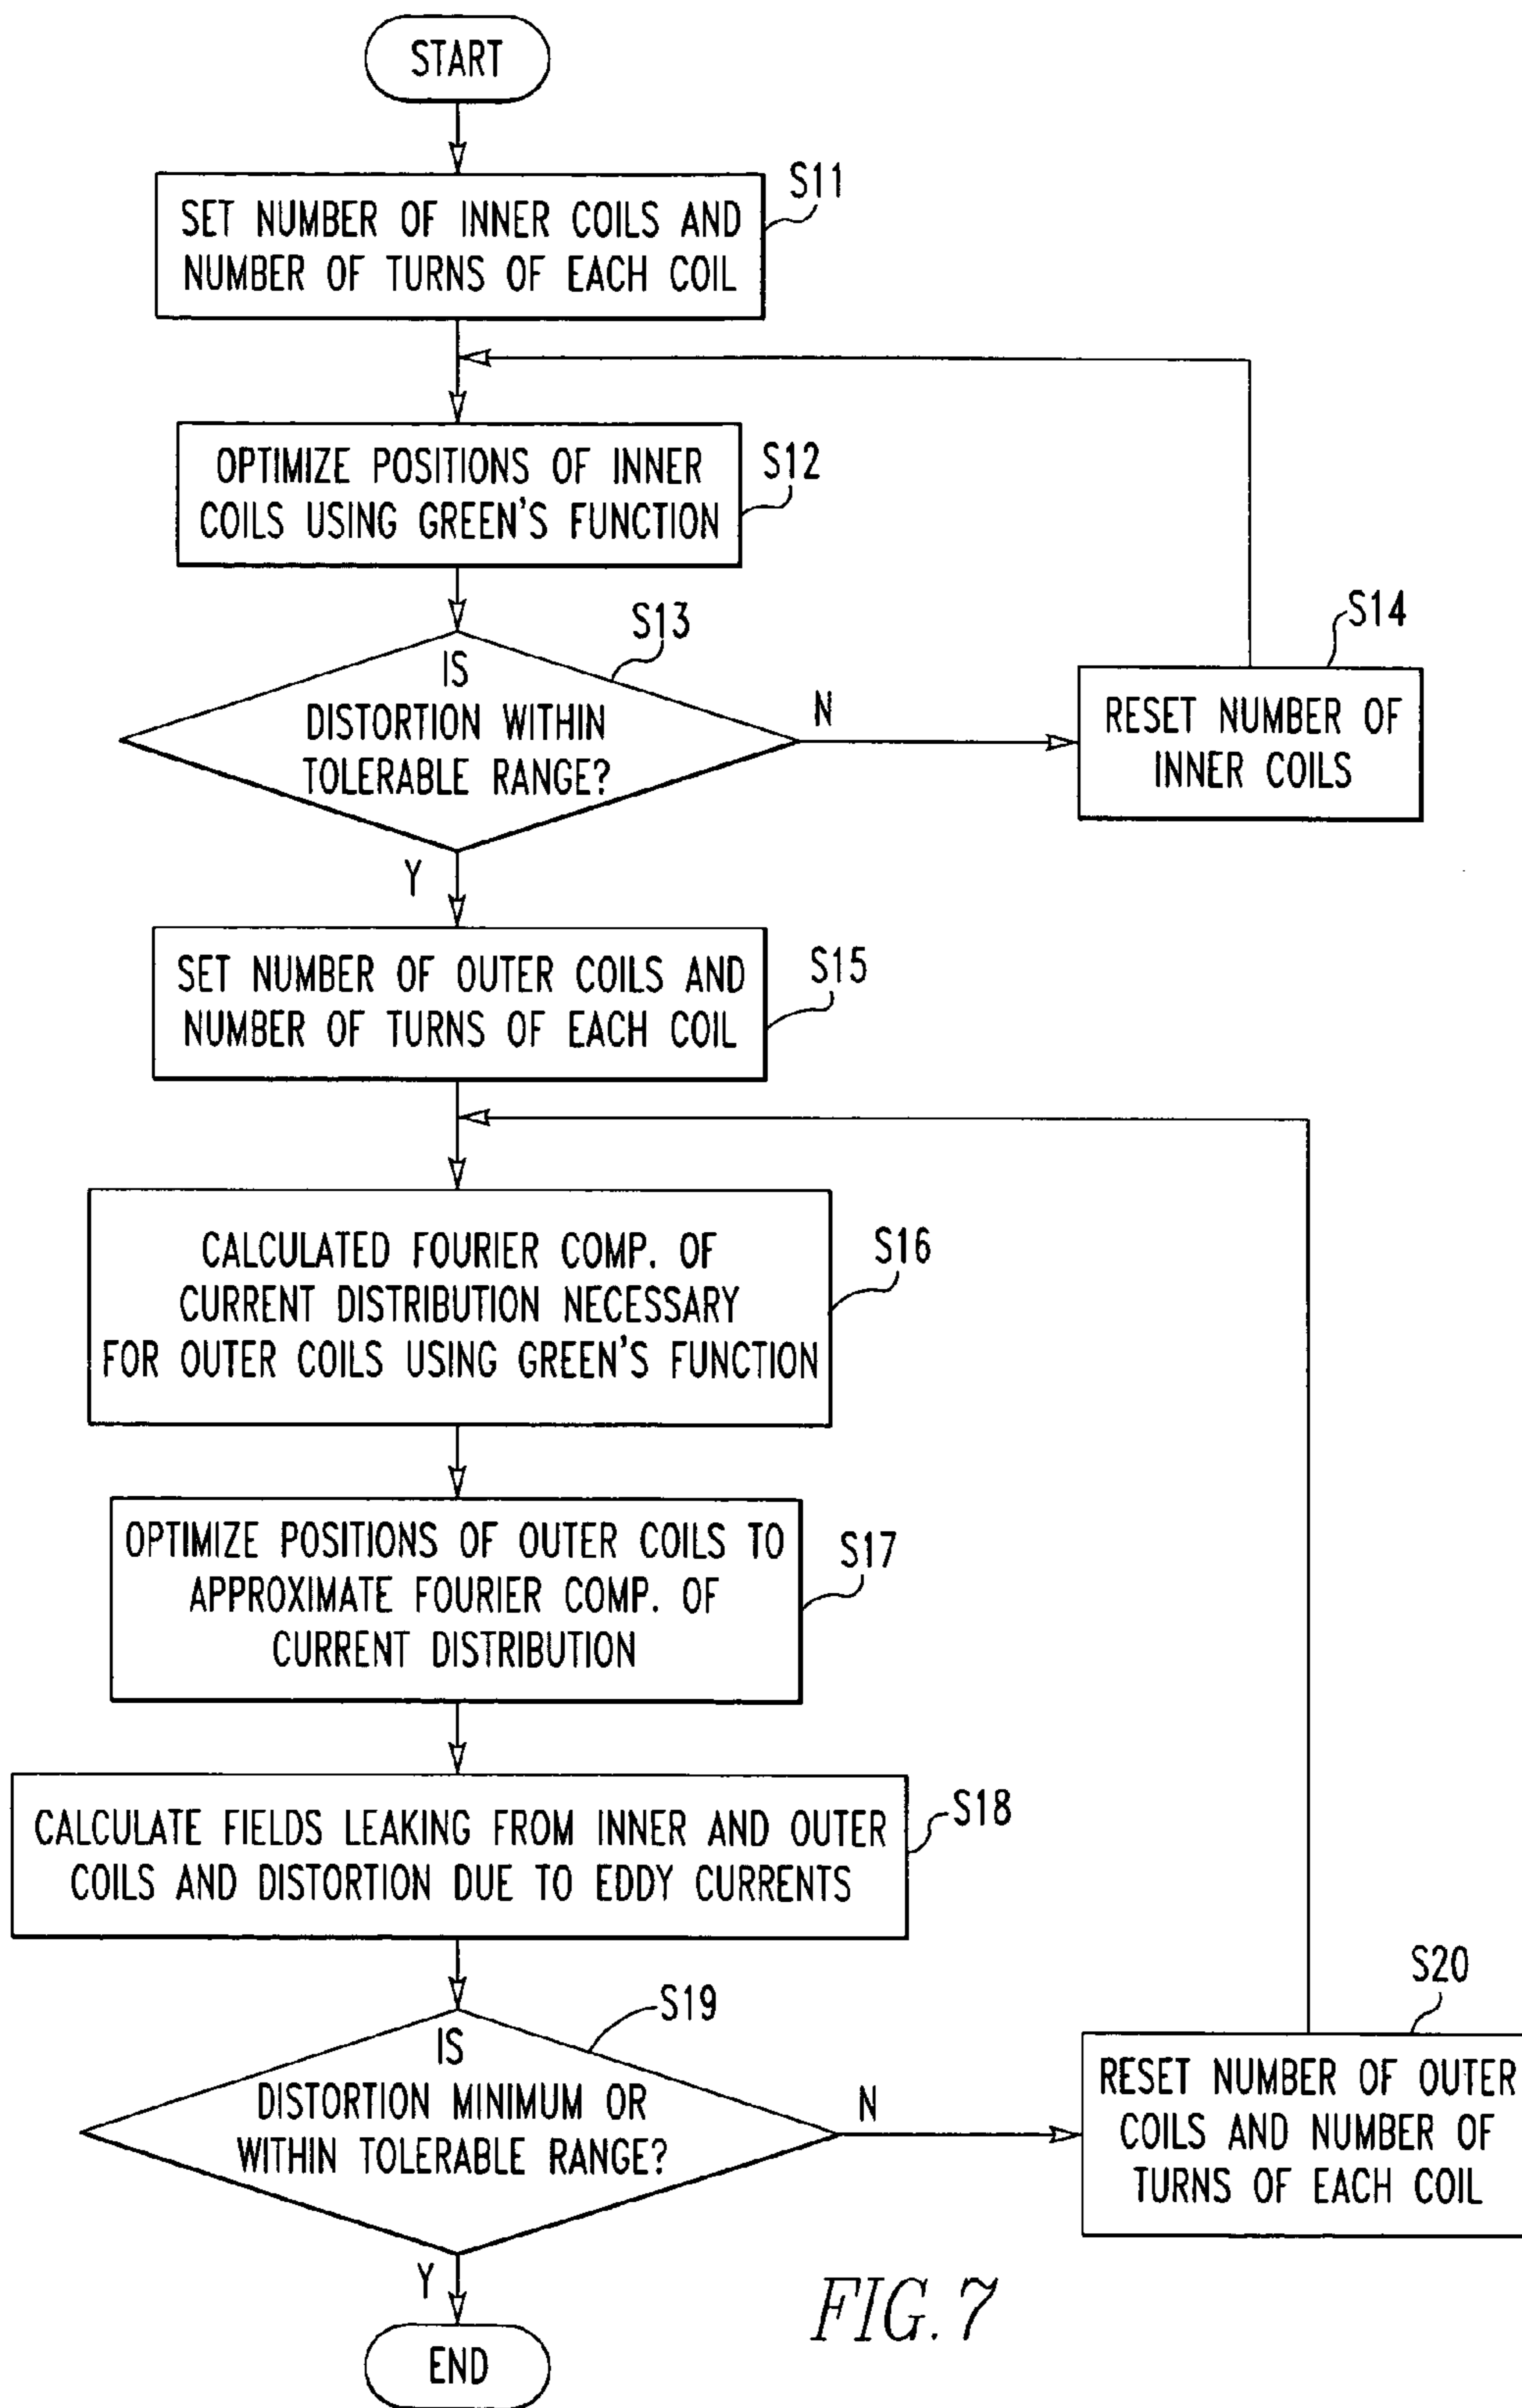 START
S11
SET NUMBER OF INNER COILS AND
NUMBER OF TURNS OF EACH COIL
S12
OPTIMIZE POSITIONS OF INNER
COILS USING GREEN'S FUNCTION
S13
IS
DISTORTION WITHIN
TOLERABLE RANGE?
N
S14
RESET NUMBER OF
INNER COILS
Y
S15
SET NUMBER OF OUTER COILS AND
NUMBER OF TURNS OF EACH COIL
S16
CALCULATED FOURIER COMP. OF
CURRENT DISTRIBUTION NECESSARY
FOR OUTER COILS USING GREEN'S FUNCTION
S17
OPTIMIZE POSITIONS OF OUTER COILS TO
APPROXIMATE FOURIER COMP. OF
CURRENT DISTRIBUTION
S18
CALCULATE FIELDS LEAKING FROM INNER AND OUTER
COILS AND DISTORTION DUE TO EDDY CURRENTS
S19
IS
DISTORTION MINIMUM OR
WITHIN TOLERABLE RANGE?
N
S20
RESET NUMBER OF OUTER
COILS AND NUMBER OF
TURNS OF EACH COIL
Y
END
FIG. 7